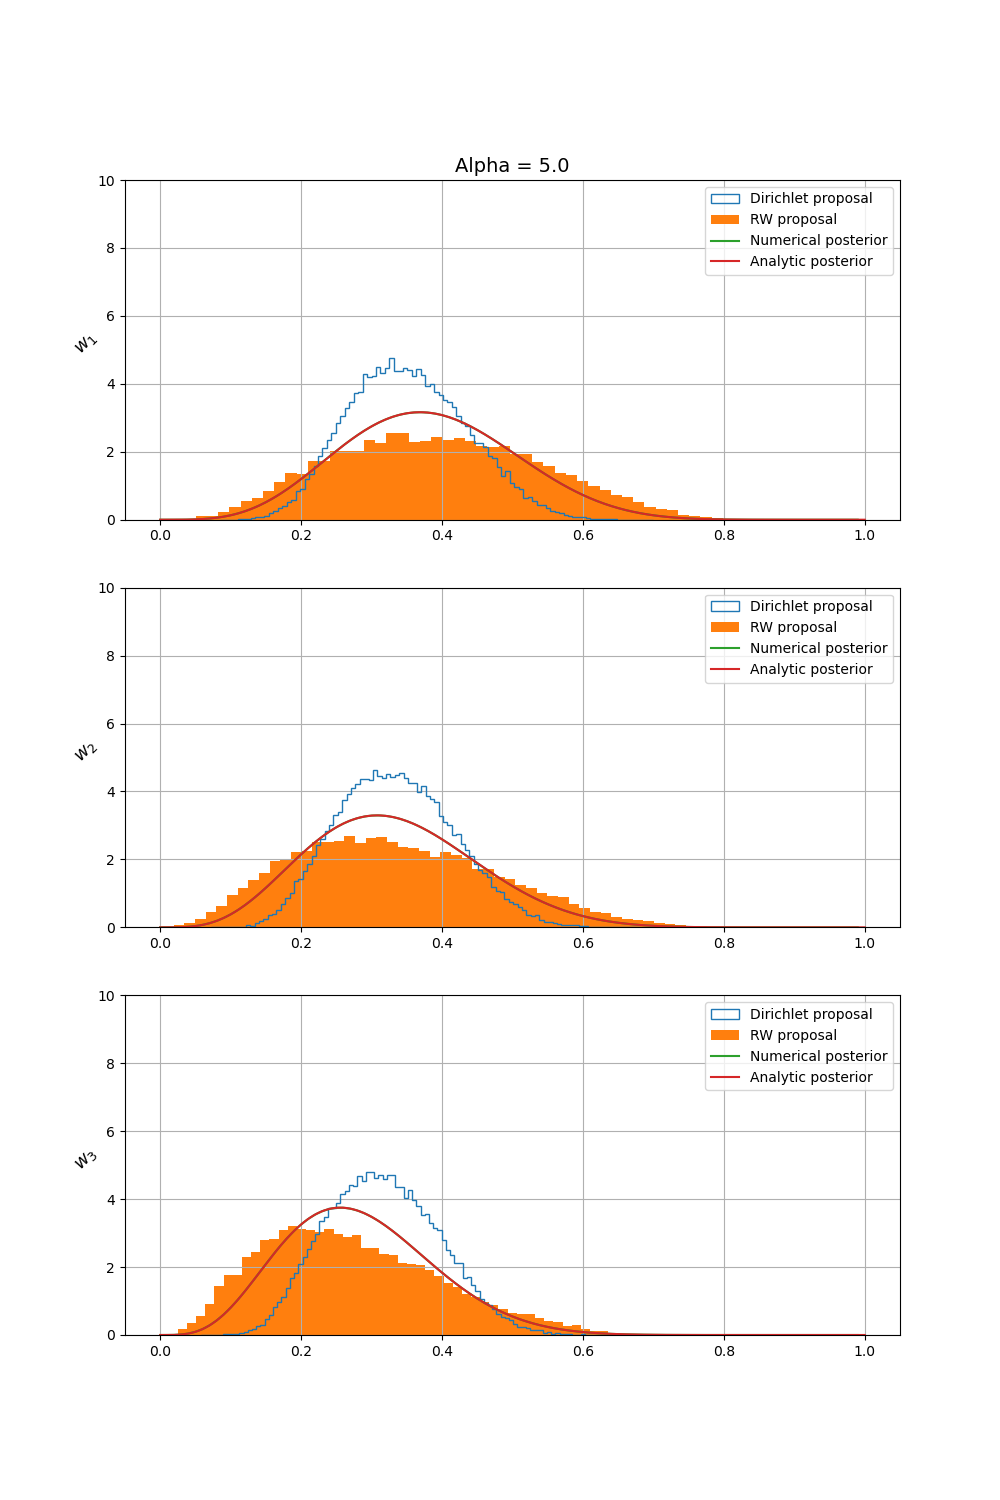 Alpha = 5.0
10
8
6
4
2
0
w1
Dirichlet proposal
RW proposal
Numerical posterior
Analytic posterior
0.0 0.2 0.4 0.6 0.8 1.0
10
8
6
4
2
0
w2
Dirichlet proposal
RW proposal
Numerical posterior
Analytic posterior
0.0 0.2 0.4 0.6 0.8 1.0
10
8
6
4
2
0
w3
Dirichlet proposal
RW proposal
Numerical posterior
Analytic posterior
0.0 0.2 0.4 0.6 0.8 1.0